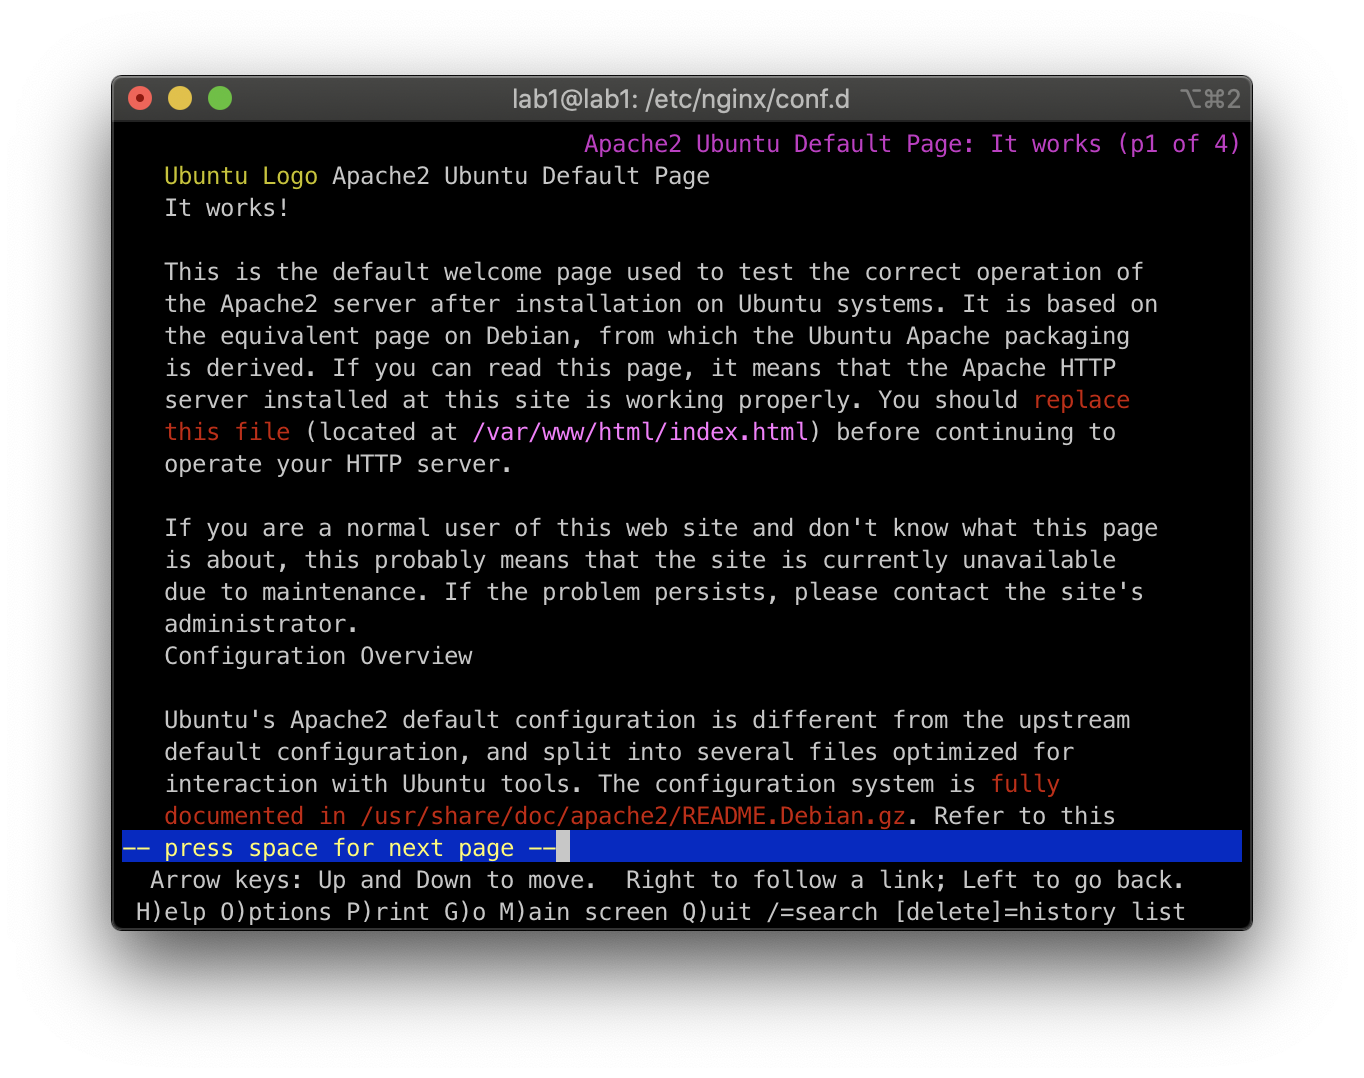 lab1@lab1: /etc/nginx/conf.d ⌥⌘2
Apache2 Ubuntu Default Page: It works (p1 of 4)
Ubuntu Logo Apache2 Ubuntu Default Page
It works!
This is the default welcome page used to test the correct operation of
the Apache2 server after installation on Ubuntu systems. It is based on
the equivalent page on Debian, from which the Ubuntu Apache packaging
is derived. If you can read this page, it means that the Apache HTTP
server installed at this site is working properly. You should replace
this file (located at /var/www/html/index.html) before continuing to
operate your HTTP server.
If you are a normal user of this web site and don't know what this page
is about, this probably means that the site is currently unavailable
due to maintenance. If the problem persists, please contact the site's
administrator.
Configuration Overview
Ubuntu's Apache2 default configuration is different from the upstream
default configuration, and split into several files optimized for
interaction with Ubuntu tools. The configuration system is fully
documented in /usr/share/doc/apache2/README.Debian.gz. Refer to this
-- press space for next page --
Arrow keys: Up and Down to move.  Right to follow a link; Left to go back.
H)elp O)ptions P)rint G)o M)ain screen Q)uit /=search [delete]=history list